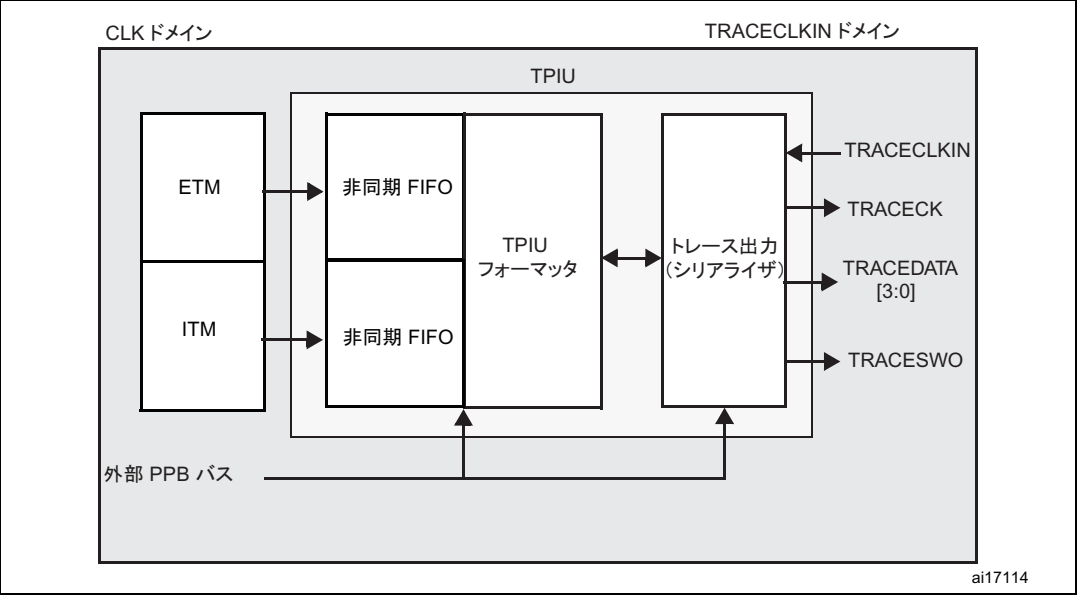 CLK ドメイン
TRACECLKIN ドメイン
TPIU
ETM
非同期 FIFO
TRACECLKIN
TRACECK
TPIU
フォーマッタ
トレース出力
(シリアライザ)
TRACEDATA
[3:0]
ITM
非同期 FIFO
TRACESWO
外部 PPB バス
ai17114